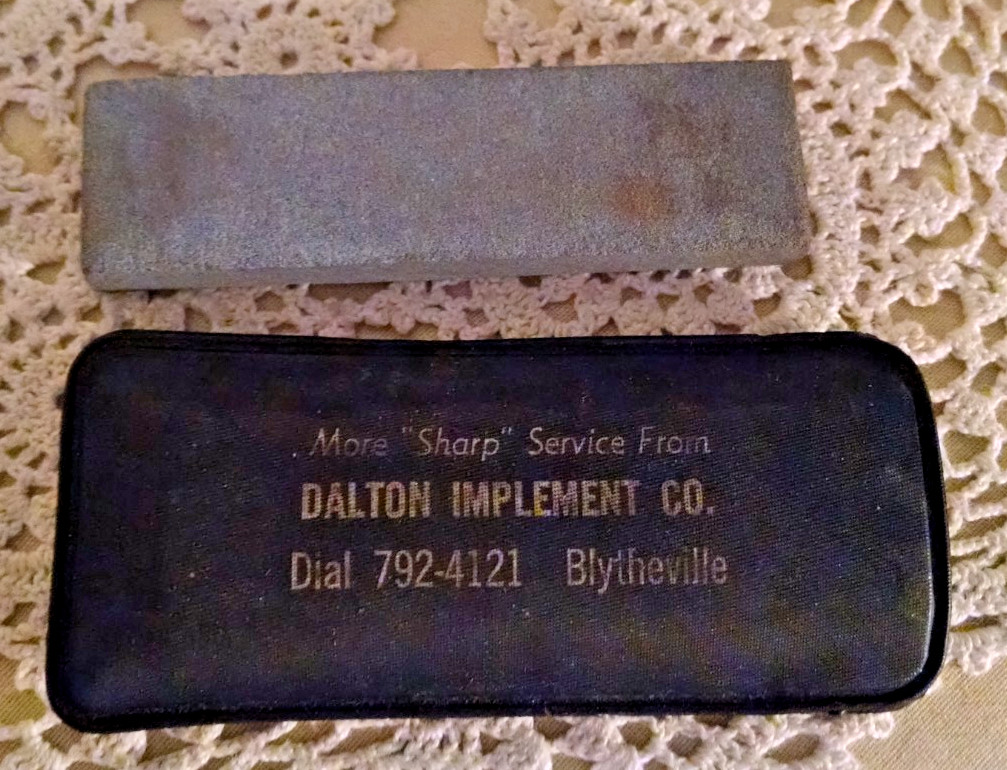 More "Sharp" Service From
DALTON IMPLEMENT CO.
Dial 792-4121 Blytheville